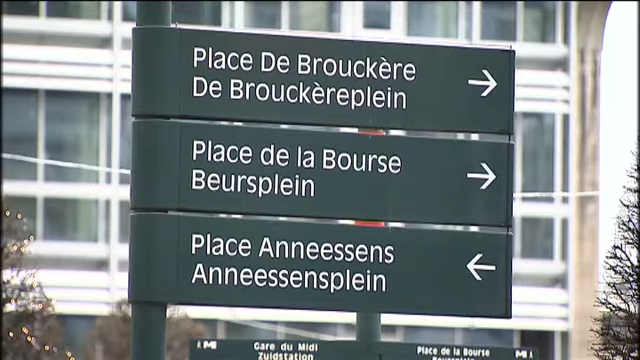 Place De Brouckère
De Brouckèreplein
Place de la Bourse
Beursplein
Place Anneessens
Anneessensplein
Gare du Midi
Zuidstation
Place de la Bourse